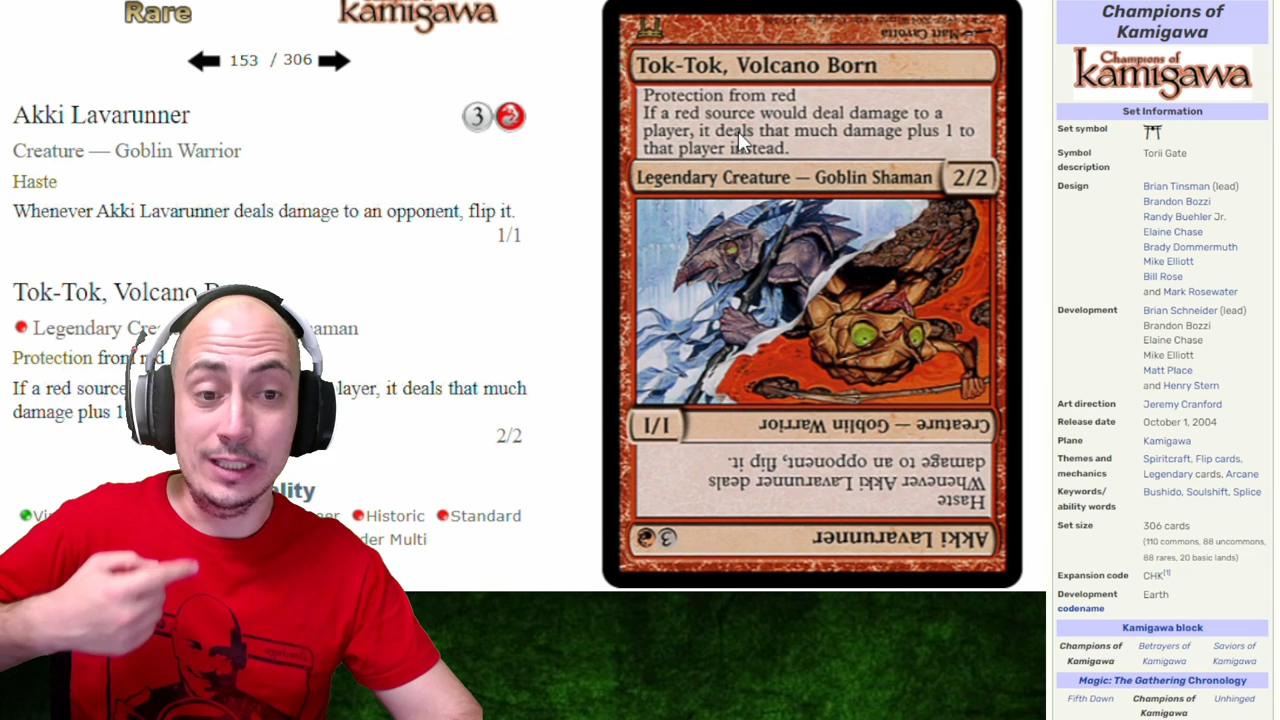 Rare
kamigawa
153 / 306
Akki Lavarunner
3
Creature — Goblin Warrior
Haste
Whenever Akki Lavarunner deals damage to an opponent, flip it.
1/1
Tok-Tok, Volcano B
Legendary Crea
haman
Protection from red
If a red source
layer, it deals that much
damage plus 1
2/2
ality
Historic
Standard
der Multi
Matt Cavotta
Tok-Tok, Volcano Born
Protection from red
If a red source would deal damage to a
player, it deals that much damage plus 1 to
that player instead.
Legendary Creature — Goblin Shaman 2/2
Creature — Goblin Warrior 1/1
Haste
Whenever Akki Lavarunner deals
damage to an opponent, flip it.
Akki Lavarunner 3
Champions of
Kamigawa
Champions of
kamigawa
Set Information
Set symbol
Symbol description
Torii Gate
Design
Brian Tinsman (lead)
Brandon Bozzi
Randy Buehler Jr.
Elaine Chase
Brady Dommermuth
Mike Elliott
Bill Rose
and Mark Rosewater
Development
Brian Schneider (lead)
Brandon Bozzi
Elaine Chase
Mike Elliott
Matt Place
and Henry Stern
Art direction
Jeremy Cranford
Release date
October 1, 2004
Plane
Kamigawa
Themes and
mechanics
Spiritcraft, Flip cards,
Legendary cards, Arcane
Keywords/
ability words
Bushido, Soulshift, Splice
Set size
306 cards
(110 commons, 88 uncommons,
88 rares, 20 basic lands)
Expansion code
CHK[1]
Development
codename
Earth
Kamigawa block
Champions of
Kamigawa
Betrayers of
Kamigawa
Saviors of
Kamigawa
Magic: The Gathering Chronology
Fifth Dawn
Champions of
Kamigawa
Unhinged